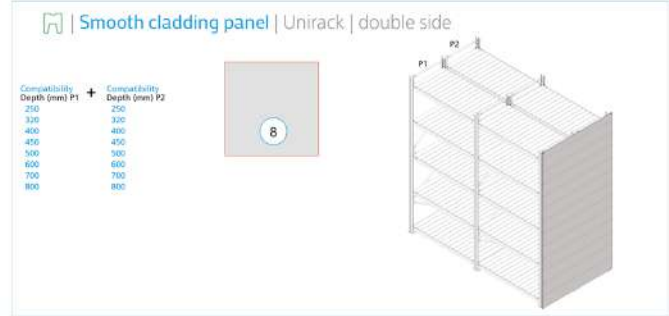 | Smooth cladding panel | Unirack | double side
P2
P1
Compatibility + Compatibility
Depth (mm) P1 Depth (mm) P2
250 250
320 320
400 400
450 450
500 500
600 600
700 700
800 800
8